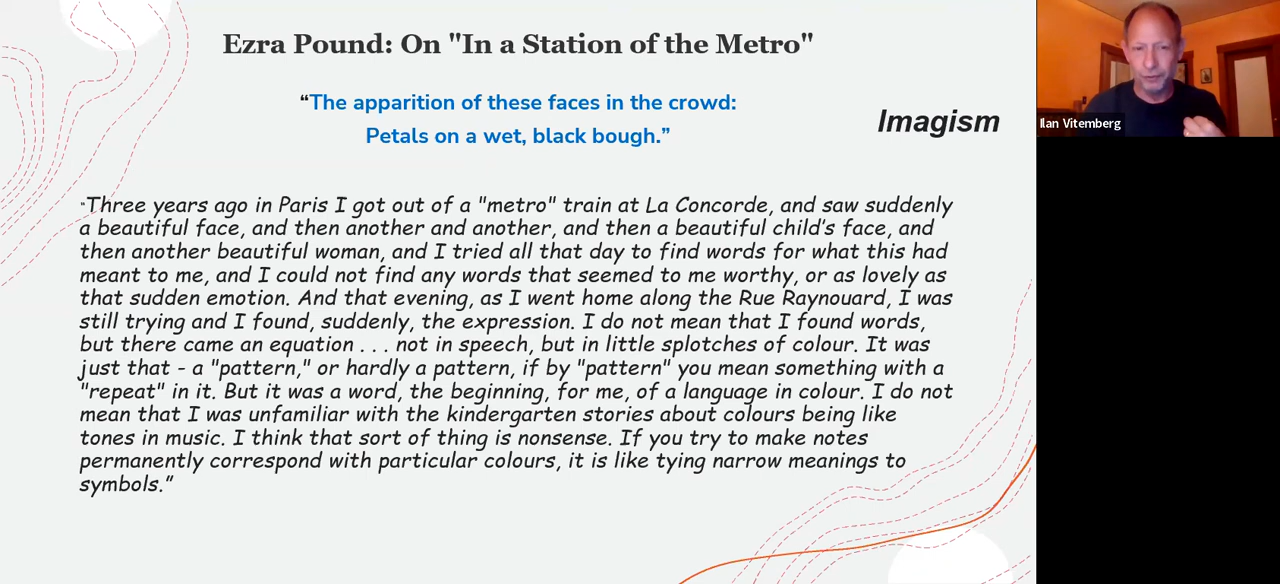 Ezra Pound: On "In a Station of the Metro"
“The apparition of these faces in the crowd:
Petals on a wet, black bough.”
Imagism
Ilan Vitemberg
"Three years ago in Paris I got out of a "metro" train at La Concorde, and saw suddenly
a beautiful face, and then another and another, and then a beautiful child’s face, and
then another beautiful woman, and I tried all that day to find words for what this had
meant to me, and I could not find any words that seemed to me worthy, or as lovely as
that sudden emotion. And that evening, as I went home along the Rue Raynouard, I was
still trying and I found, suddenly, the expression. I do not mean that I found words,
but there came an equation . . . not in speech, but in little splotches of colour. It was
just that - a "pattern," or hardly a pattern, if by "pattern" you mean something with a
"repeat" in it. But it was a word, the beginning, for me, of a language in colour. I do not
mean that I was unfamiliar with the kindergarten stories about colours being like
tones in music. I think that sort of thing is nonsense. If you try to make notes
permanently correspond with particular colours, it is like tying narrow meanings to
symbols.”